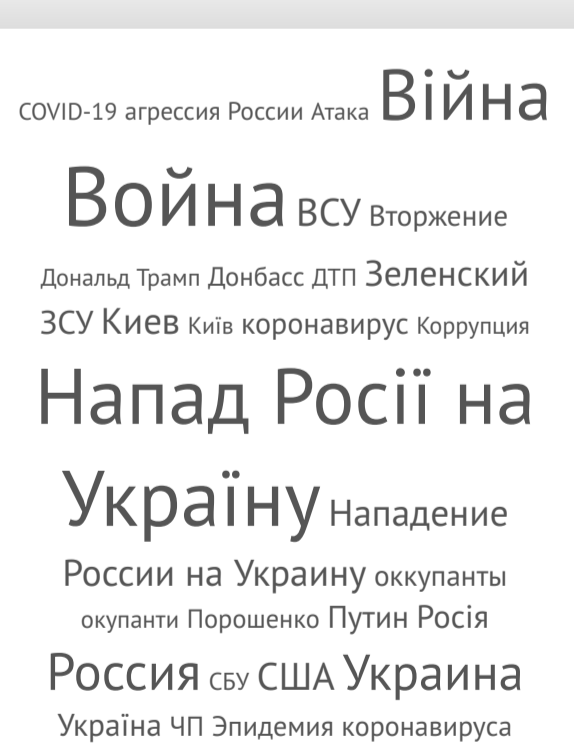 COVID-19 агрессия России Атака Війна
Война ВСУ Вторжение
Дональд Трамп Донбасс ДТП Зеленский
ЗСУ Киев Київ коронавирус Коррупция
Напад Росії на
Україну Нападение
России на Украину оккупанты
окупанти Порошенко Путин Росія
Россия СБУ США Украина
Україна ЧП Эпидемия коронавируса